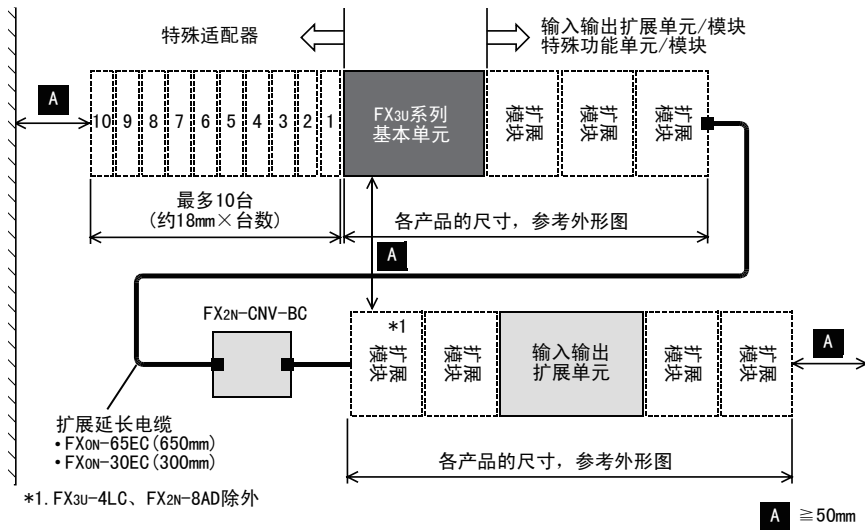 特殊适配器
输入输出扩展单元/模块
特殊功能单元/模块
A
10 9 8 7 6 5 4 3 2 1
FX3U系列
基本单元
扩展
模块
扩展
模块
扩展
模块
最多10台
(约18mm×台数)
各产品的尺寸，参考外形图
A
FX2N-CNV-BC
*1
扩展
模块
扩展
模块
输入输出
扩展单元
扩展
模块
扩展
模块
A
扩展延长电缆
•FX0N-65EC(650mm)
•FX0N-30EC(300mm)
各产品的尺寸，参考外形图
*1. FX3U-4LC、FX2N-8AD除外
A ≧50mm